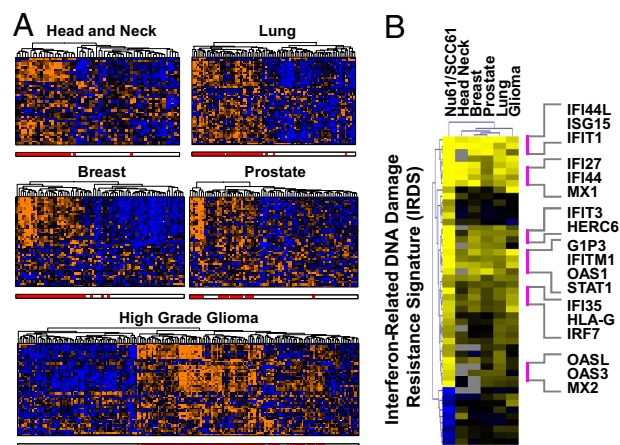 A
Head and Neck
Lung
Breast
Prostate
High Grade Glioma
B
Nu61/SCC61
Head Neck
Breast
Prostate
Lung
Glioma
Interferon-Related DNA Damage
Resistance Signature (IRDS)
IFI44L
ISG15
IFIT1
IFI27
IFI44
MX1
IFIT3
HERC6
G1P3
IFITM1
OAS1
STAT1
IFI35
HLA-G
IRF7
OASL
OAS3
MX2